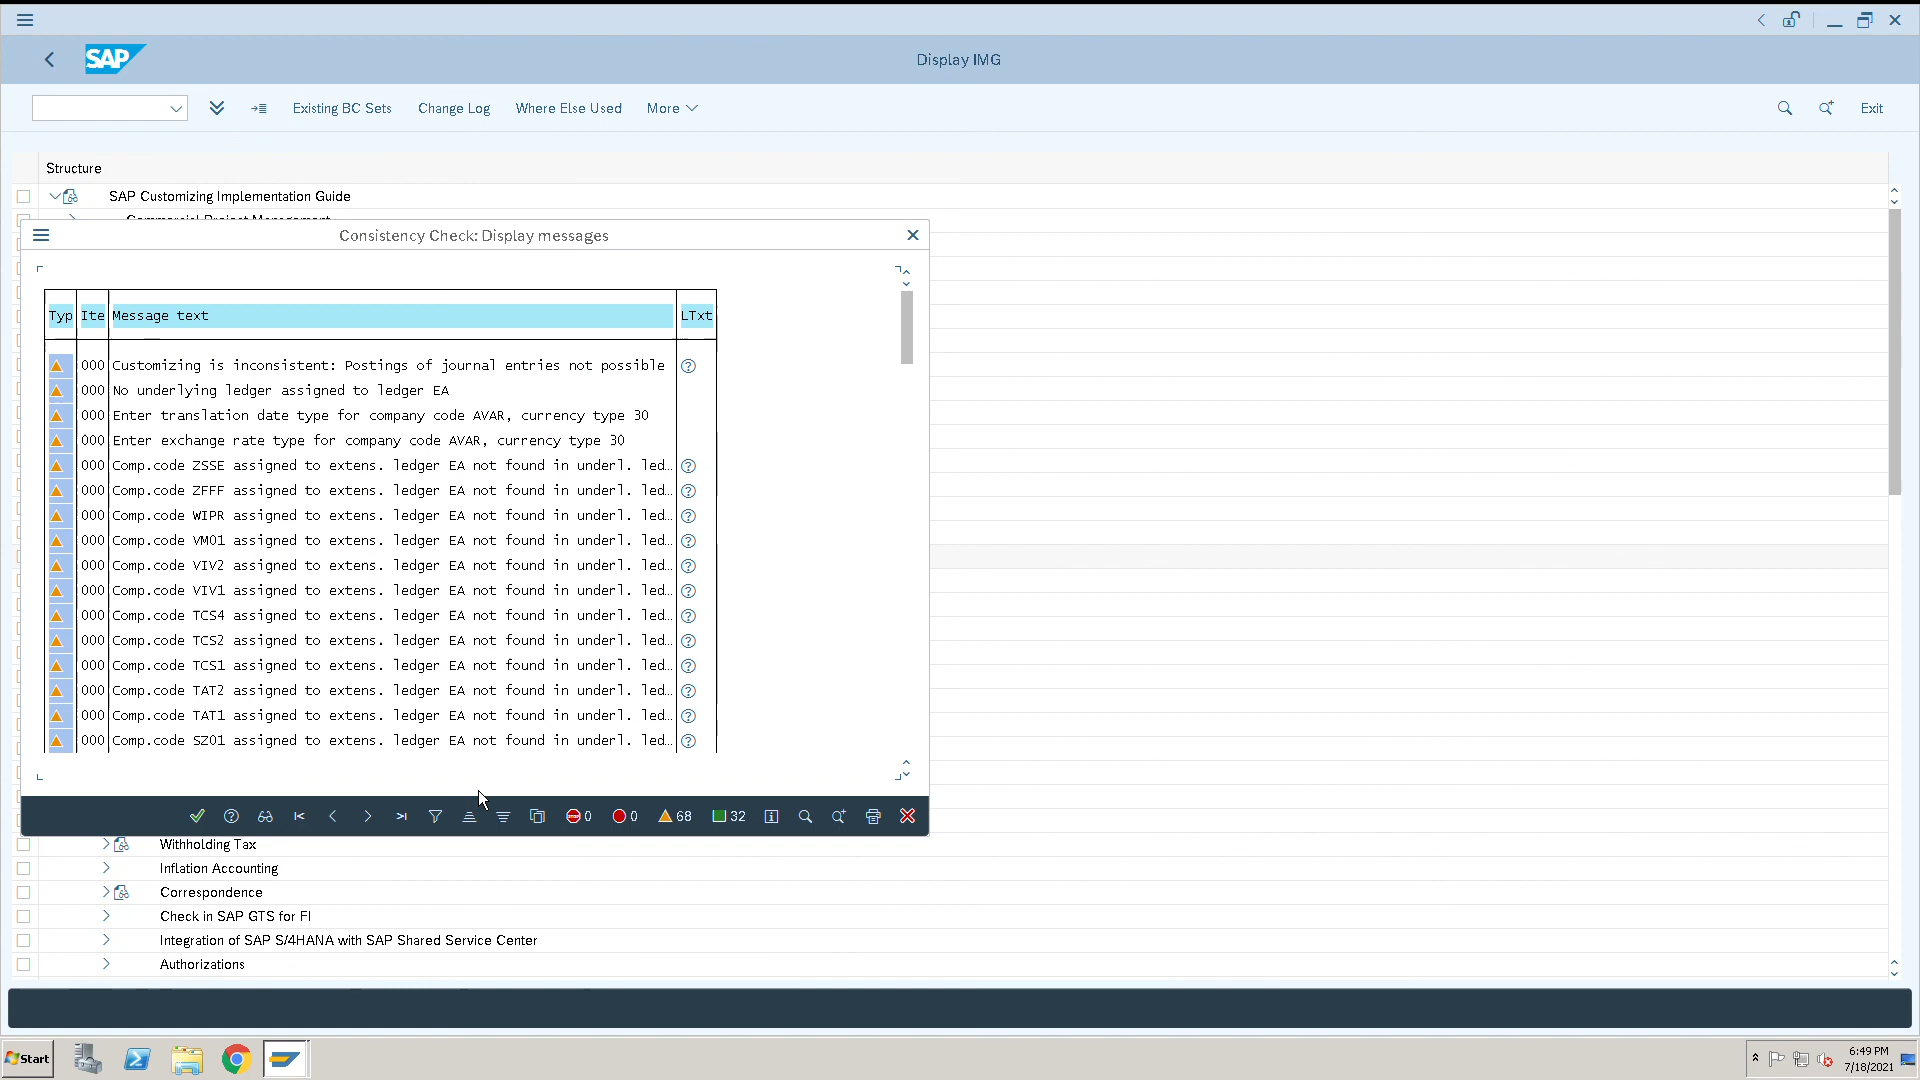 SAP
Display IMG
Existing BC Sets
Change Log
Where Else Used
More
Exit
Structure
SAP Customizing Implementation Guide
Commercial Project Management
Consistency Check: Display messages
Typ Ite Message text LTxt
000 Customizing is inconsistent: Postings of journal entries not possible
000 No underlying ledger assigned to ledger EA
000 Enter translation date type for company code AVAR, currency type 30
000 Enter exchange rate type for company code AVAR, currency type 30
000 Comp.code ZSSE assigned to extens. ledger EA not found in underl. led…
000 Comp.code ZFFF assigned to extens. ledger EA not found in underl. led…
000 Comp.code WIPR assigned to extens. ledger EA not found in underl. led…
000 Comp.code VM01 assigned to extens. ledger EA not found in underl. led…
000 Comp.code VIV2 assigned to extens. ledger EA not found in underl. led…
000 Comp.code VIV1 assigned to extens. ledger EA not found in underl. led…
000 Comp.code TCS4 assigned to extens. ledger EA not found in underl. led…
000 Comp.code TCS2 assigned to extens. ledger EA not found in underl. led…
000 Comp.code TCS1 assigned to extens. ledger EA not found in underl. led…
000 Comp.code TAT2 assigned to extens. ledger EA not found in underl. led…
000 Comp.code TAT1 assigned to extens. ledger EA not found in underl. led…
000 Comp.code SZ01 assigned to extens. ledger EA not found in underl. led…
0 0 68 32
Withholding Tax
Inflation Accounting
Correspondence
Check in SAP GTS for FI
Integration of SAP S/4HANA with SAP Shared Service Center
Authorizations
Start
6:49 PM
7/18/2021